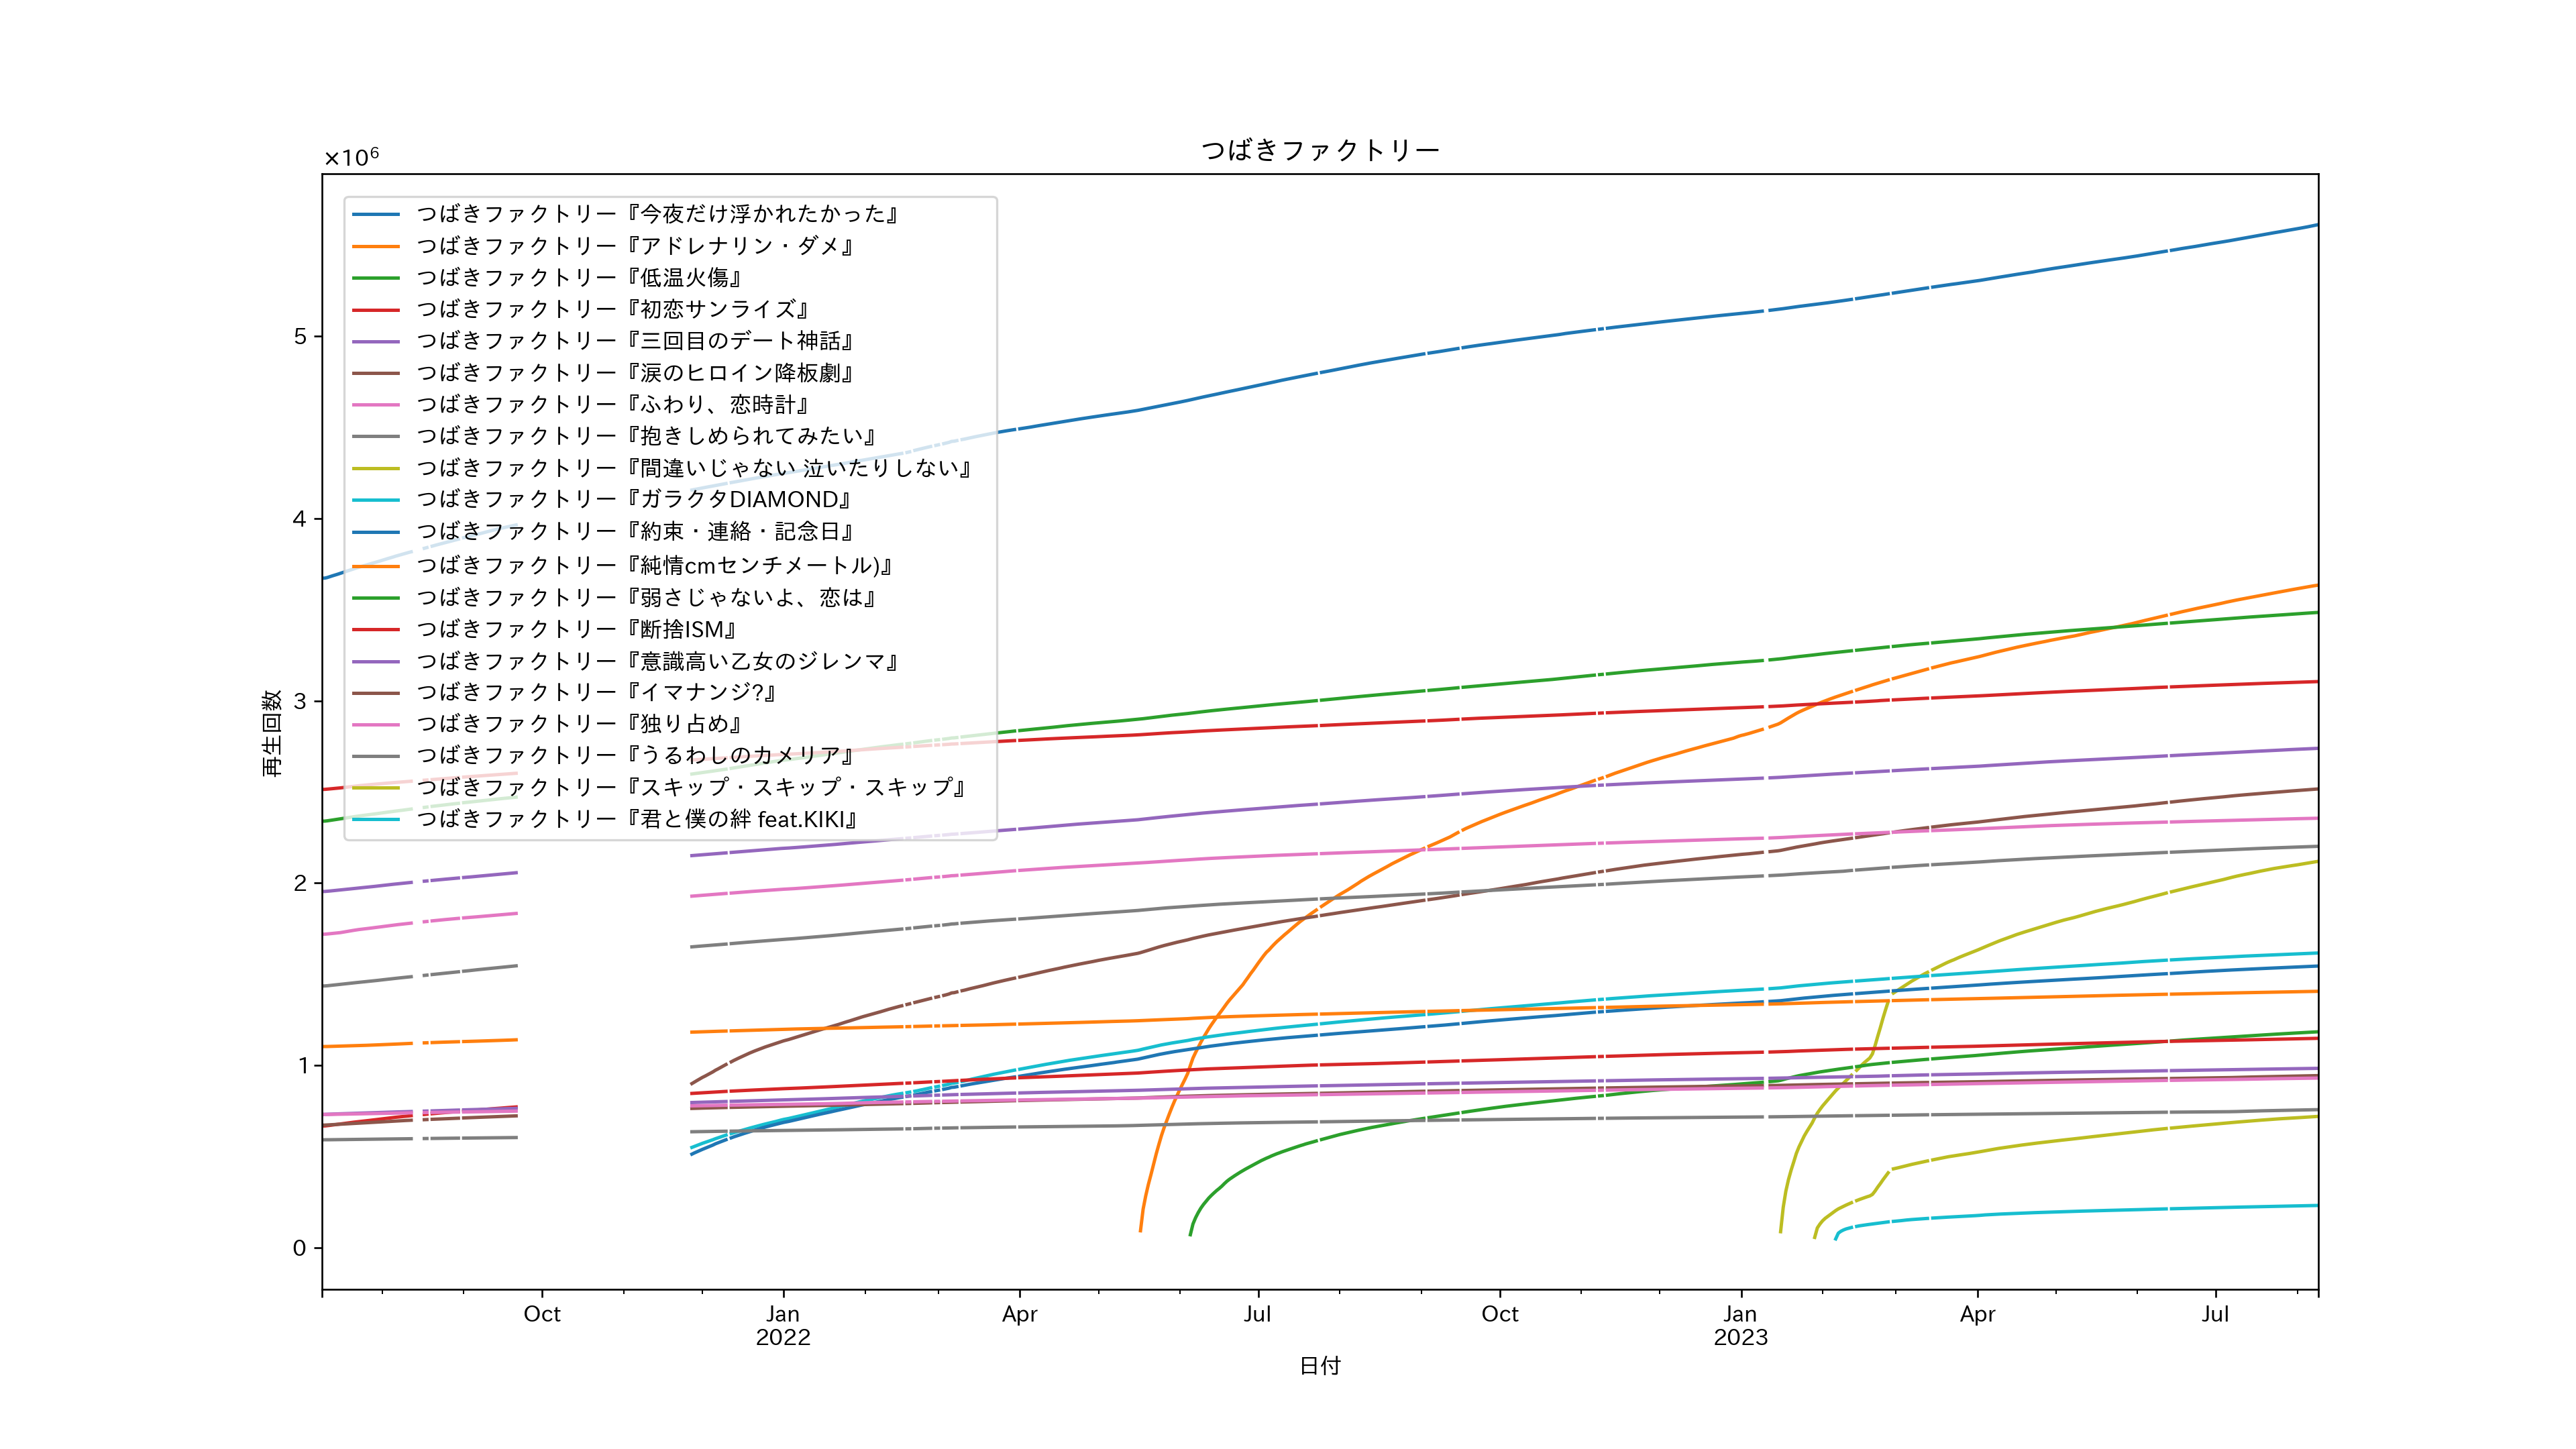 つばきファクトリー
×10⁶
つばきファクトリー『今夜だけ浮かれたかった』
つばきファクトリー『アドレナリン・ダメ』
つばきファクトリー『低温火傷』
つばきファクトリー『初恋サンライズ』
つばきファクトリー『三回目のデート神話』
つばきファクトリー『涙のヒロイン降板劇』
つばきファクトリー『ふわり、恋時計』
つばきファクトリー『抱きしめられてみたい』
つばきファクトリー『間違いじゃない 泣いたりしない』
つばきファクトリー『ガラクタDIAMOND』
つばきファクトリー『約束・連絡・記念日』
つばきファクトリー『純情cmセンチメートル)』
つばきファクトリー『弱さじゃないよ、恋は』
つばきファクトリー『断捨ISM』
つばきファクトリー『意識高い乙女のジレンマ』
つばきファクトリー『イマナンジ?』
つばきファクトリー『独り占め』
つばきファクトリー『うるわしのカメリア』
つばきファクトリー『スキップ・スキップ・スキップ』
つばきファクトリー『君と僕の絆 feat.KIKI』
5
4
3
2
1
0
再生回数
Oct
Jan
2022
Apr
Jul
Oct
Jan
2023
Apr
Jul
日付